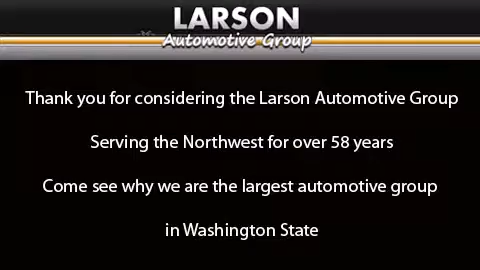 LARSON
Automotive Group
Thank you for considering the Larson Automotive Group
Serving the Northwest for over 58 years
Come see why we are the largest automotive group
in Washington State